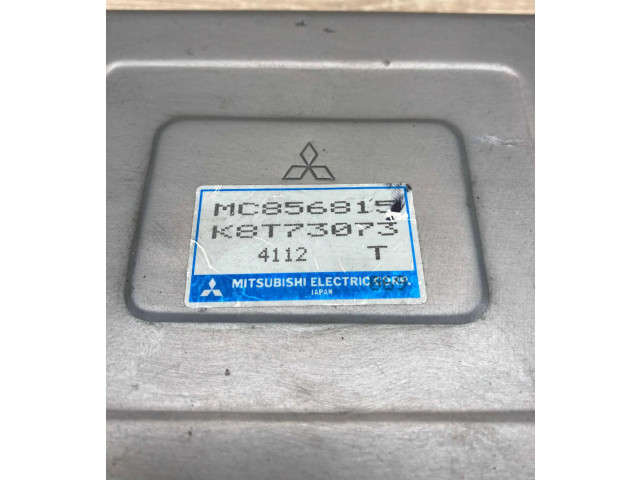 MC856815
K8T73073
4112 T
MITSUBISHI ELECTRIC CORP.
JAPAN